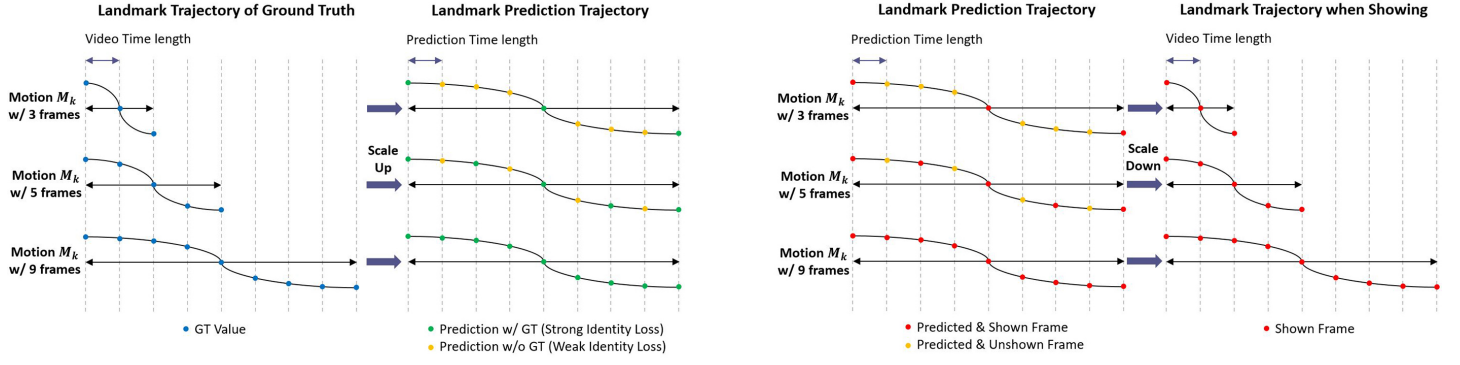 Landmark Trajectory of Ground Truth
Landmark Prediction Trajectory
Video Time length
Prediction Time length
Motion M_k
w/ 3 frames
Scale
Up
Motion M_k
w/ 5 frames
Motion M_k
w/ 9 frames
GT Value
Prediction w/ GT (Strong Identity Loss)
Prediction w/o GT (Weak Identity Loss)
Landmark Prediction Trajectory
Landmark Trajectory when Showing
Prediction Time length
Video Time length
Motion M_k
w/ 3 frames
Scale
Down
Motion M_k
w/ 5 frames
Motion M_k
w/ 9 frames
Predicted & Shown Frame
Predicted & Unshown Frame
Shown Frame